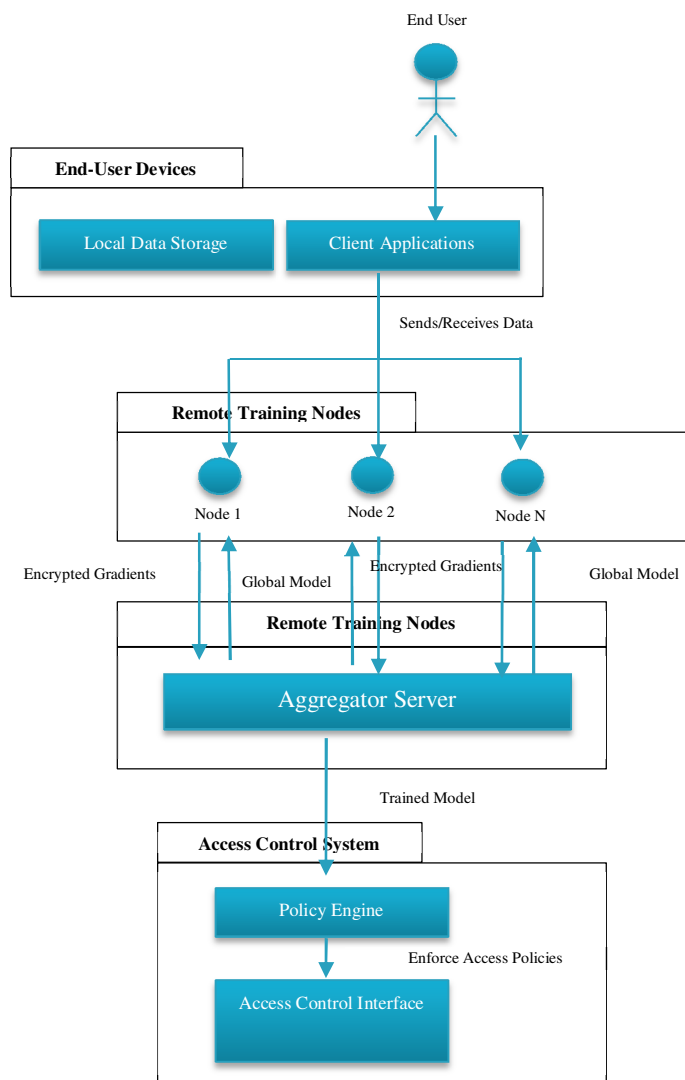 End User
End-User Devices
Local Data Storage
Client Applications
Sends/Receives Data
Remote Training Nodes
Node 1
Node 2
Node N
Encrypted Gradients
Global Model
Encrypted Gradients
Global Model
Remote Training Nodes
Aggregator Server
Trained Model
Access Control System
Policy Engine
Enforce Access Policies
Access Control Interface